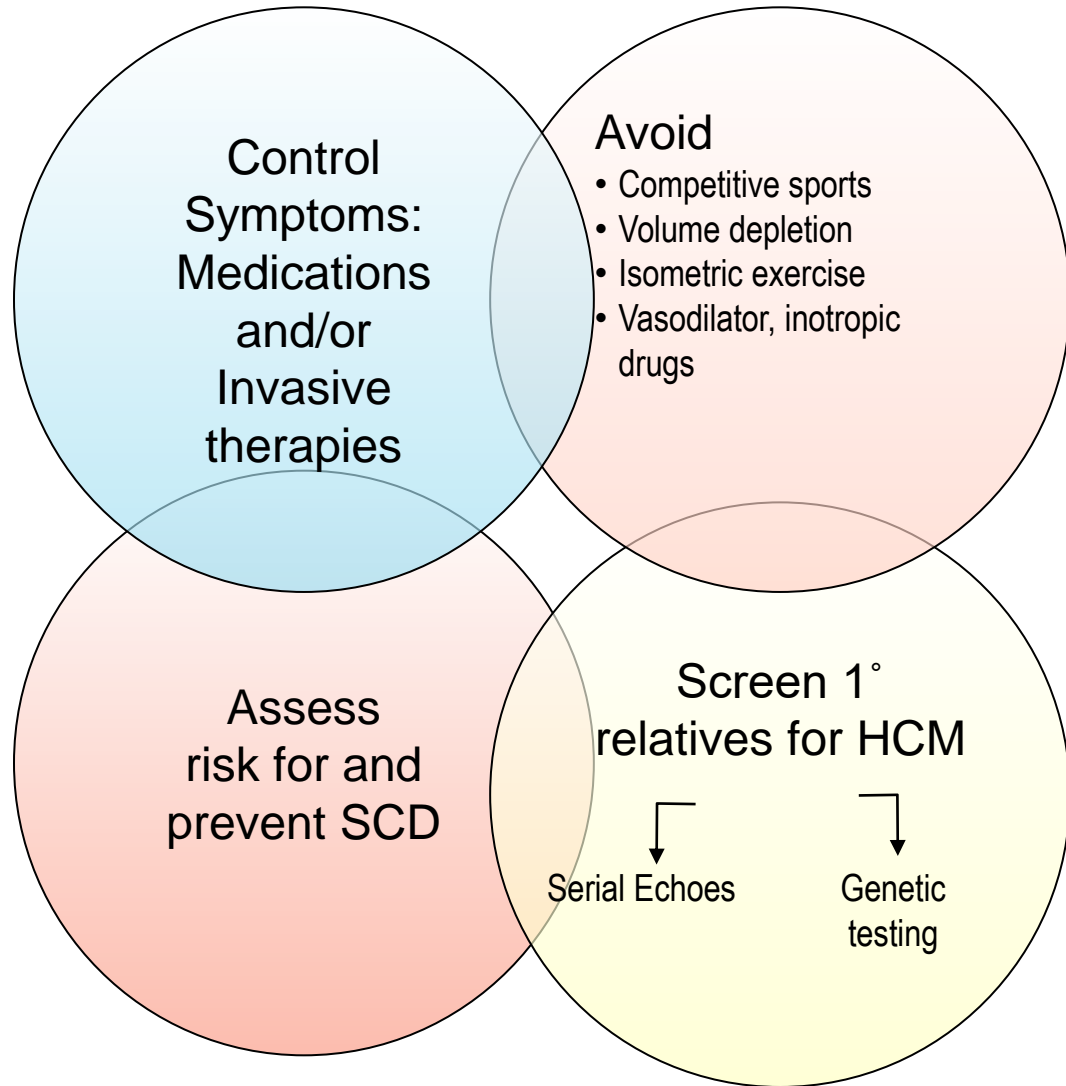 Control
Symptoms:
Medications
and/or
Invasive
therapies
Avoid
• Competitive sports
• Volume depletion
• Isometric exercise
• Vasodilator, inotropic
drugs
Assess
risk for and
prevent SCD
Screen 1°
relatives for HCM
Serial Echoes
Genetic
testing